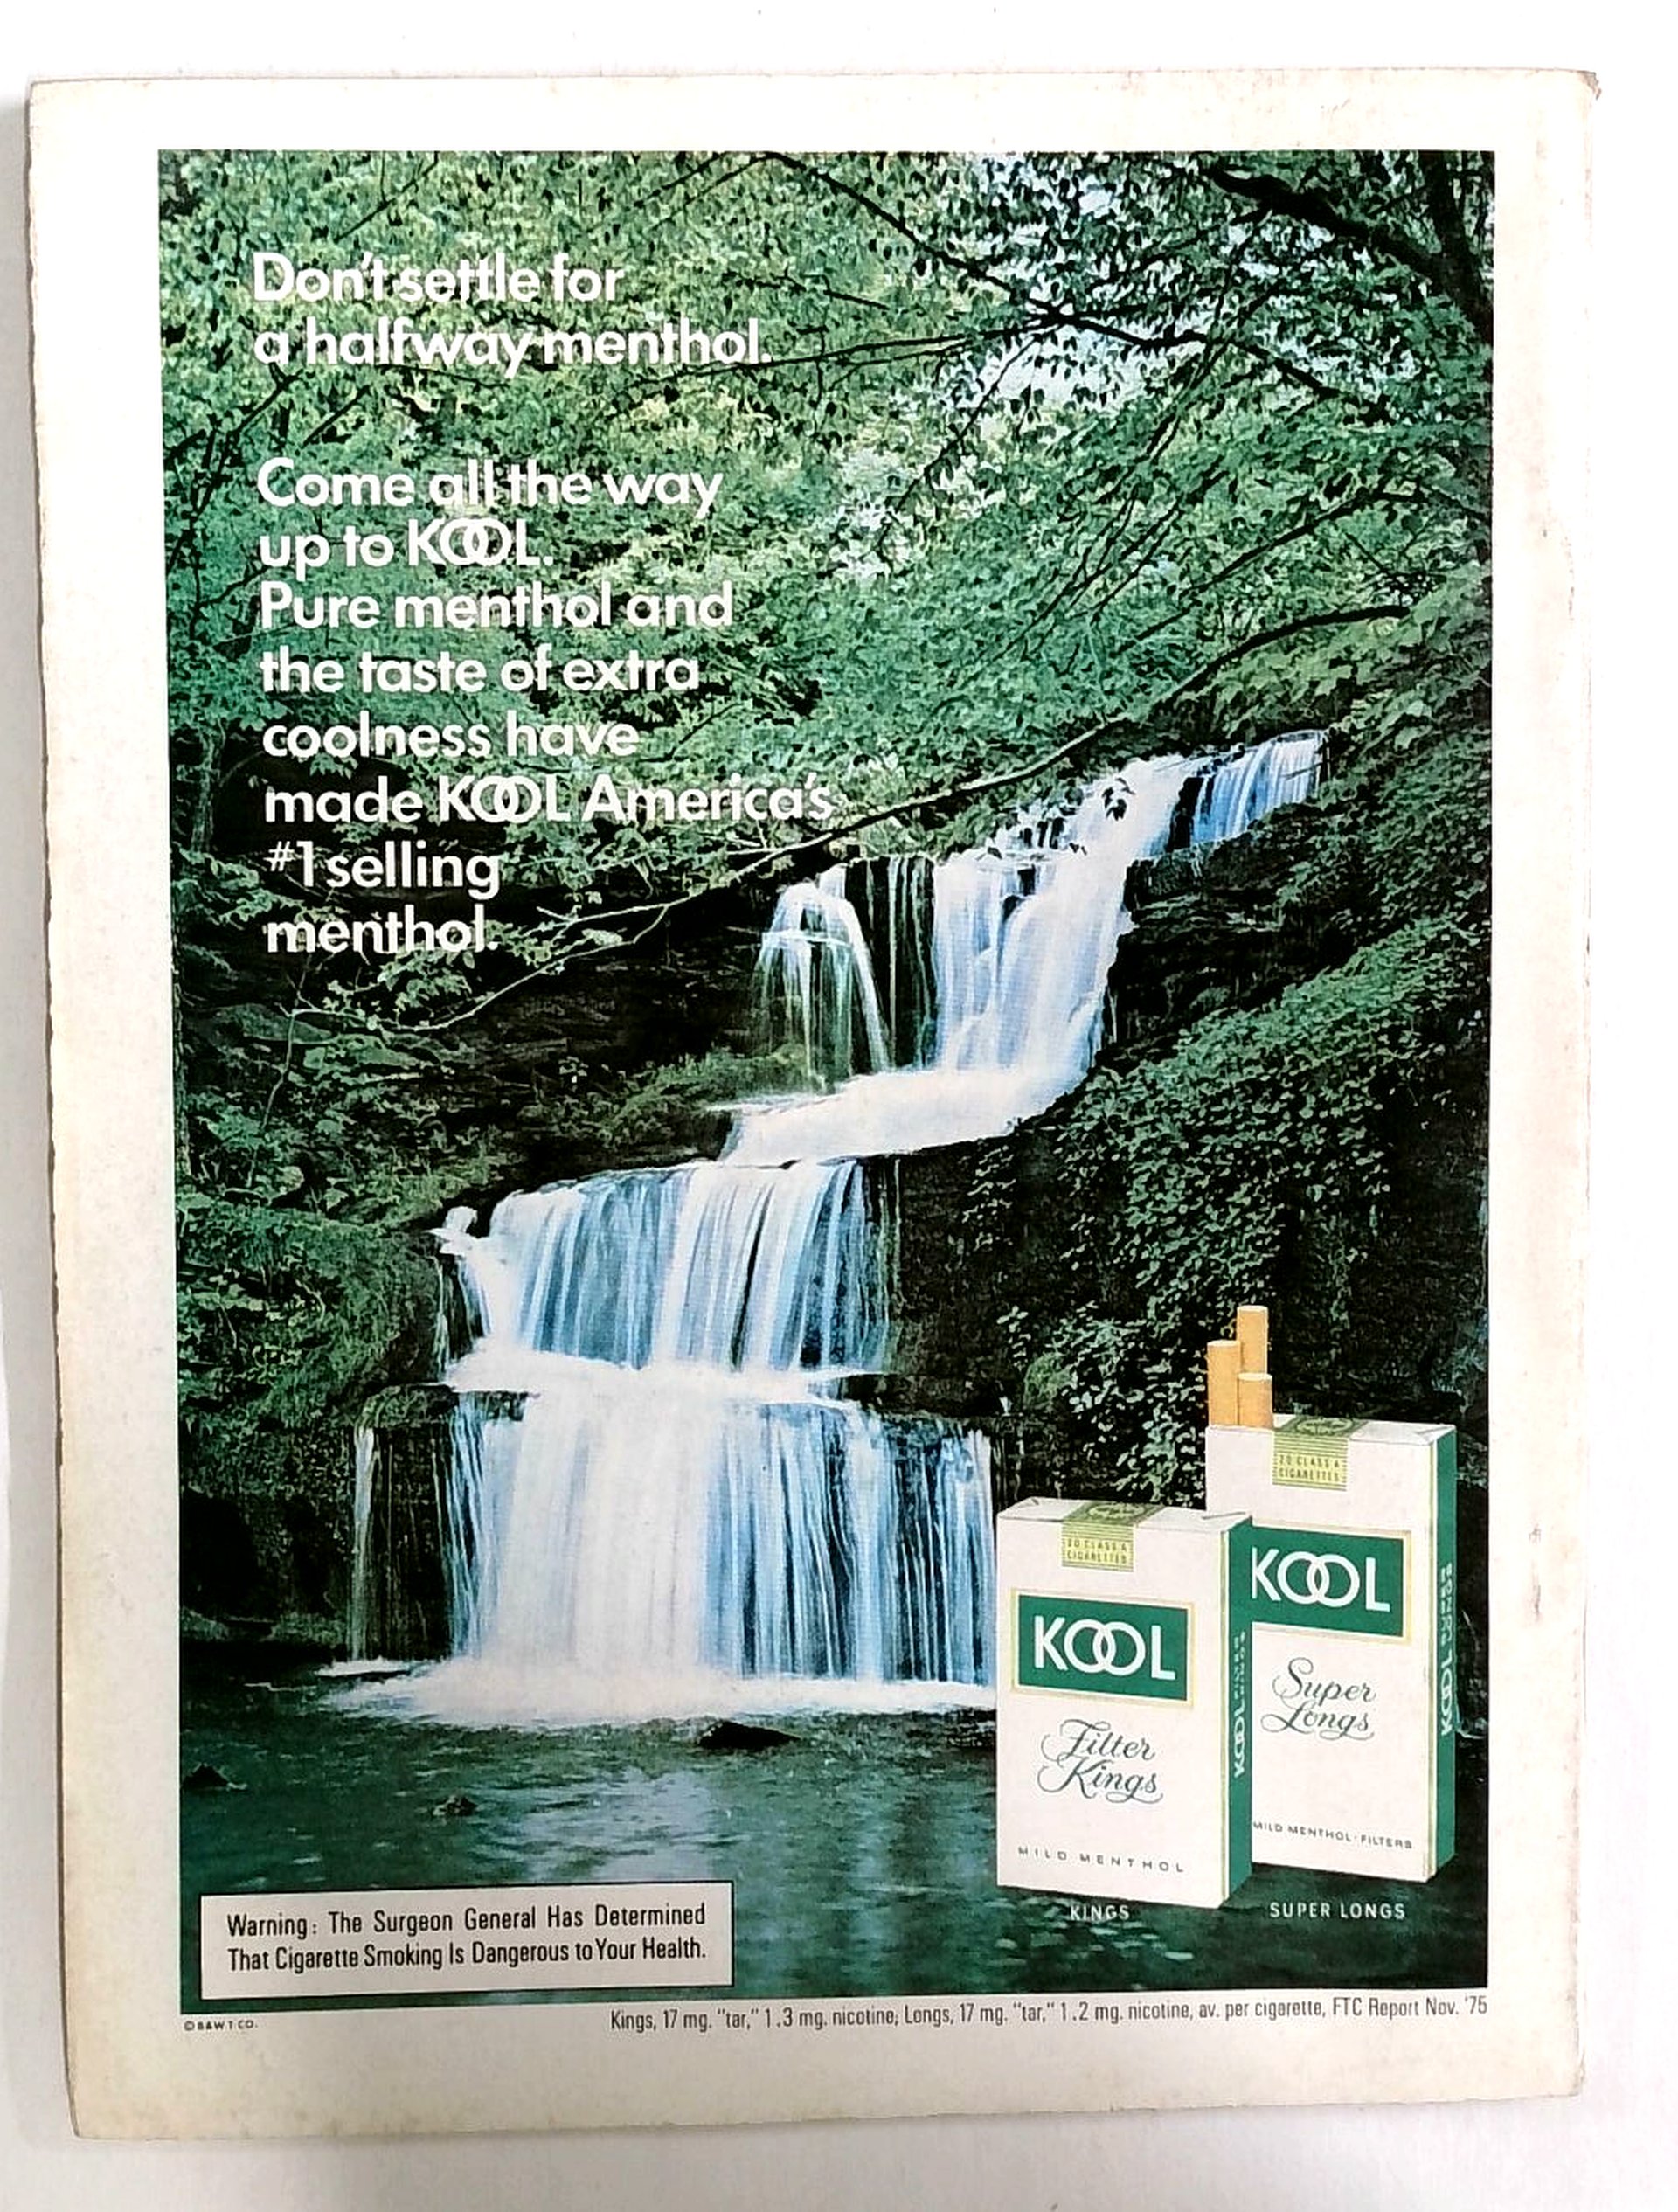 Don't settle for
a halfway menthol.
Come all the way
up to KOOL.
Pure menthol and
the taste of extra
coolness have
made KOOL America's
#1 selling
menthol.
20 CLASS A
CIGARETTES
KOOL
Super
Longs
MILD MENTHOL·FILTERS
KOOL SUPER LONGS
20 CLASS A
CIGARETTES
KOOL
Filter
Kings
MILD MENTHOL
KOOL
KINGS
SUPER LONGS
Warning: The Surgeon General Has Determined
That Cigarette Smoking Is Dangerous to Your Health.
© B&W T CO.
Kings, 17 mg. "tar," 1.3 mg. nicotine; Longs, 17 mg. "tar," 1.2 mg. nicotine, av. per cigarette, FTC Report Nov. '75